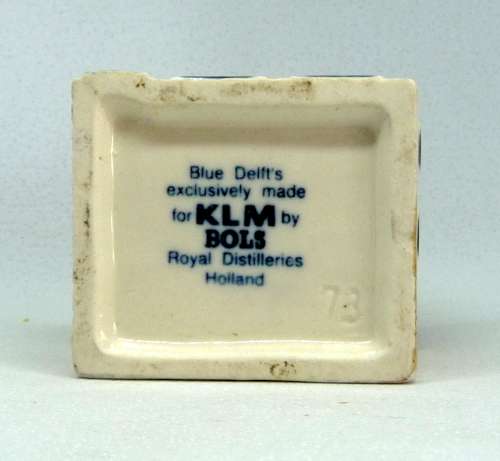 Blue Delft's
exclusively made
for KLM by
BOLS
Royal Distilleries
Holland
73